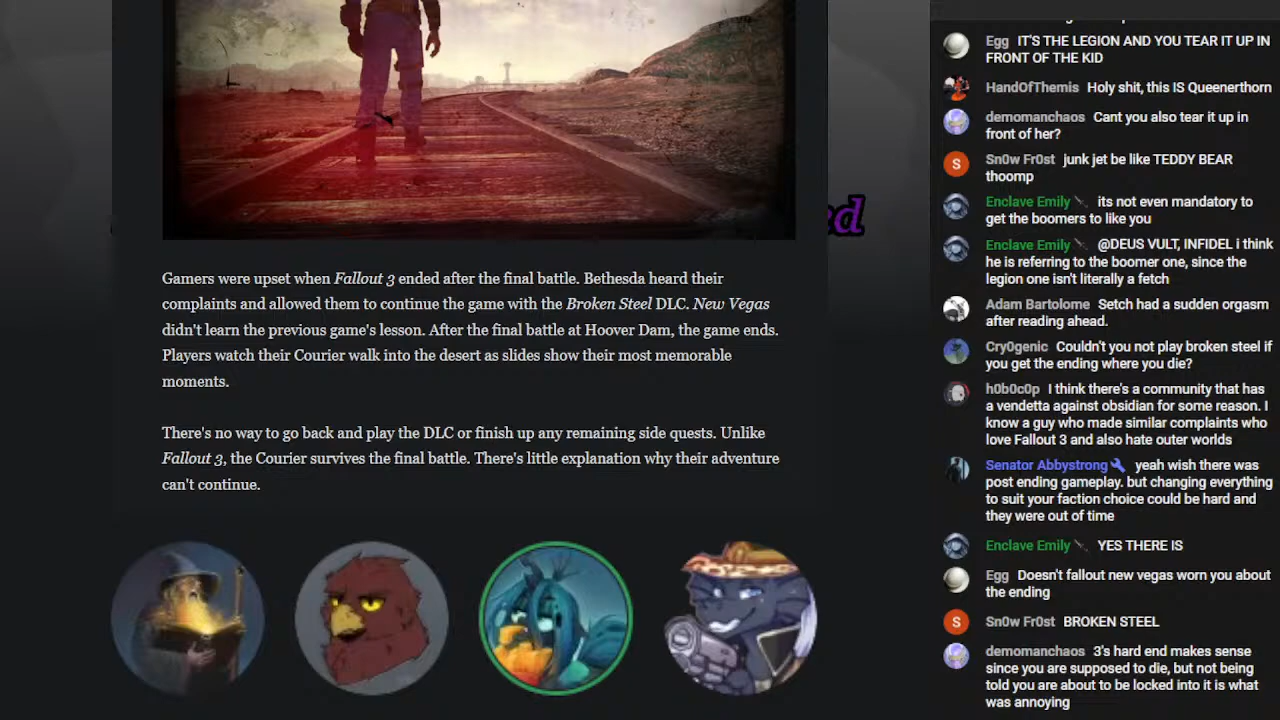 ed
Gamers were upset when Fallout 3 ended after the final battle. Bethesda heard their
complaints and allowed them to continue the game with the Broken Steel DLC. New Vegas
didn't learn the previous game's lesson. After the final battle at Hoover Dam, the game ends.
Players watch their Courier walk into the desert as slides show their most memorable
moments.
There's no way to go back and play the DLC or finish up any remaining side quests. Unlike
Fallout 3, the Courier survives the final battle. There's little explanation why their adventure
can't continue.
Egg IT'S THE LEGION AND YOU TEAR IT UP IN
FRONT OF THE KID
HandOfThemis Holy shit, this IS Queenerthorn
demomanchaos Cant you also tear it up in
front of her?
S Sn0w Fr0st junk jet be like TEDDY BEAR
thoomp
Enclave Emily its not even mandatory to
get the boomers to like you
Enclave Emily @DEUS VULT, INFIDEL i think
he is referring to the boomer one, since the
legion one isn't literally a fetch
Adam Bartolome Setch had a sudden orgasm
after reading ahead.
Cry0genic Couldn't you not play broken steel if
you get the ending where you die?
h0b0c0p I think there's a community that has
a vendetta against obsidian for some reason. I
know a guy who made similar complaints who
love Fallout 3 and also hate outer worlds
Senator Abbystrong yeah wish there was
post ending gameplay. but changing everything
to suit your faction choice could be hard and
they were out of time
Enclave Emily YES THERE IS
Egg Doesn't fallout new vegas worn you about
the ending
S Sn0w Fr0st BROKEN STEEL
demomanchaos 3's hard end makes sense
since you are supposed to die, but not being
told you are about to be locked into it is what
was annoying